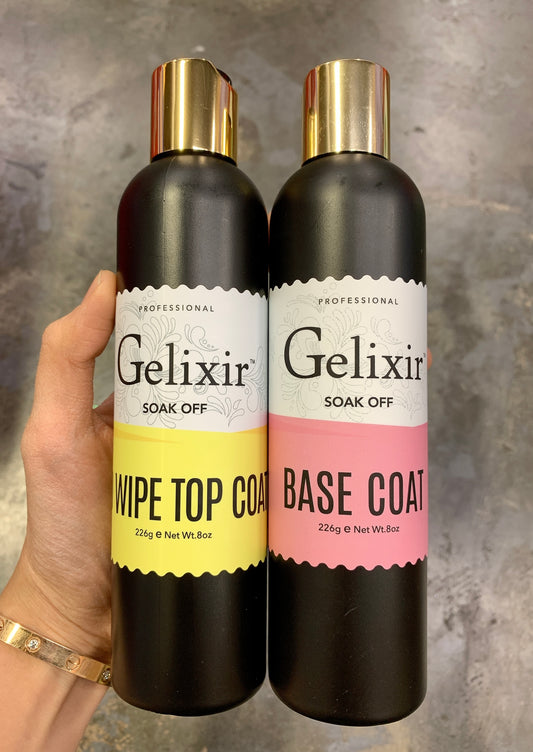 PROFESSIONAL
Gelixir™
SOAK OFF
WIPE TOP COAT
226g e Net Wt.8oz
PROFESSIONAL
Gelixir™
SOAK OFF
BASE COAT
226g e Net Wt.8oz